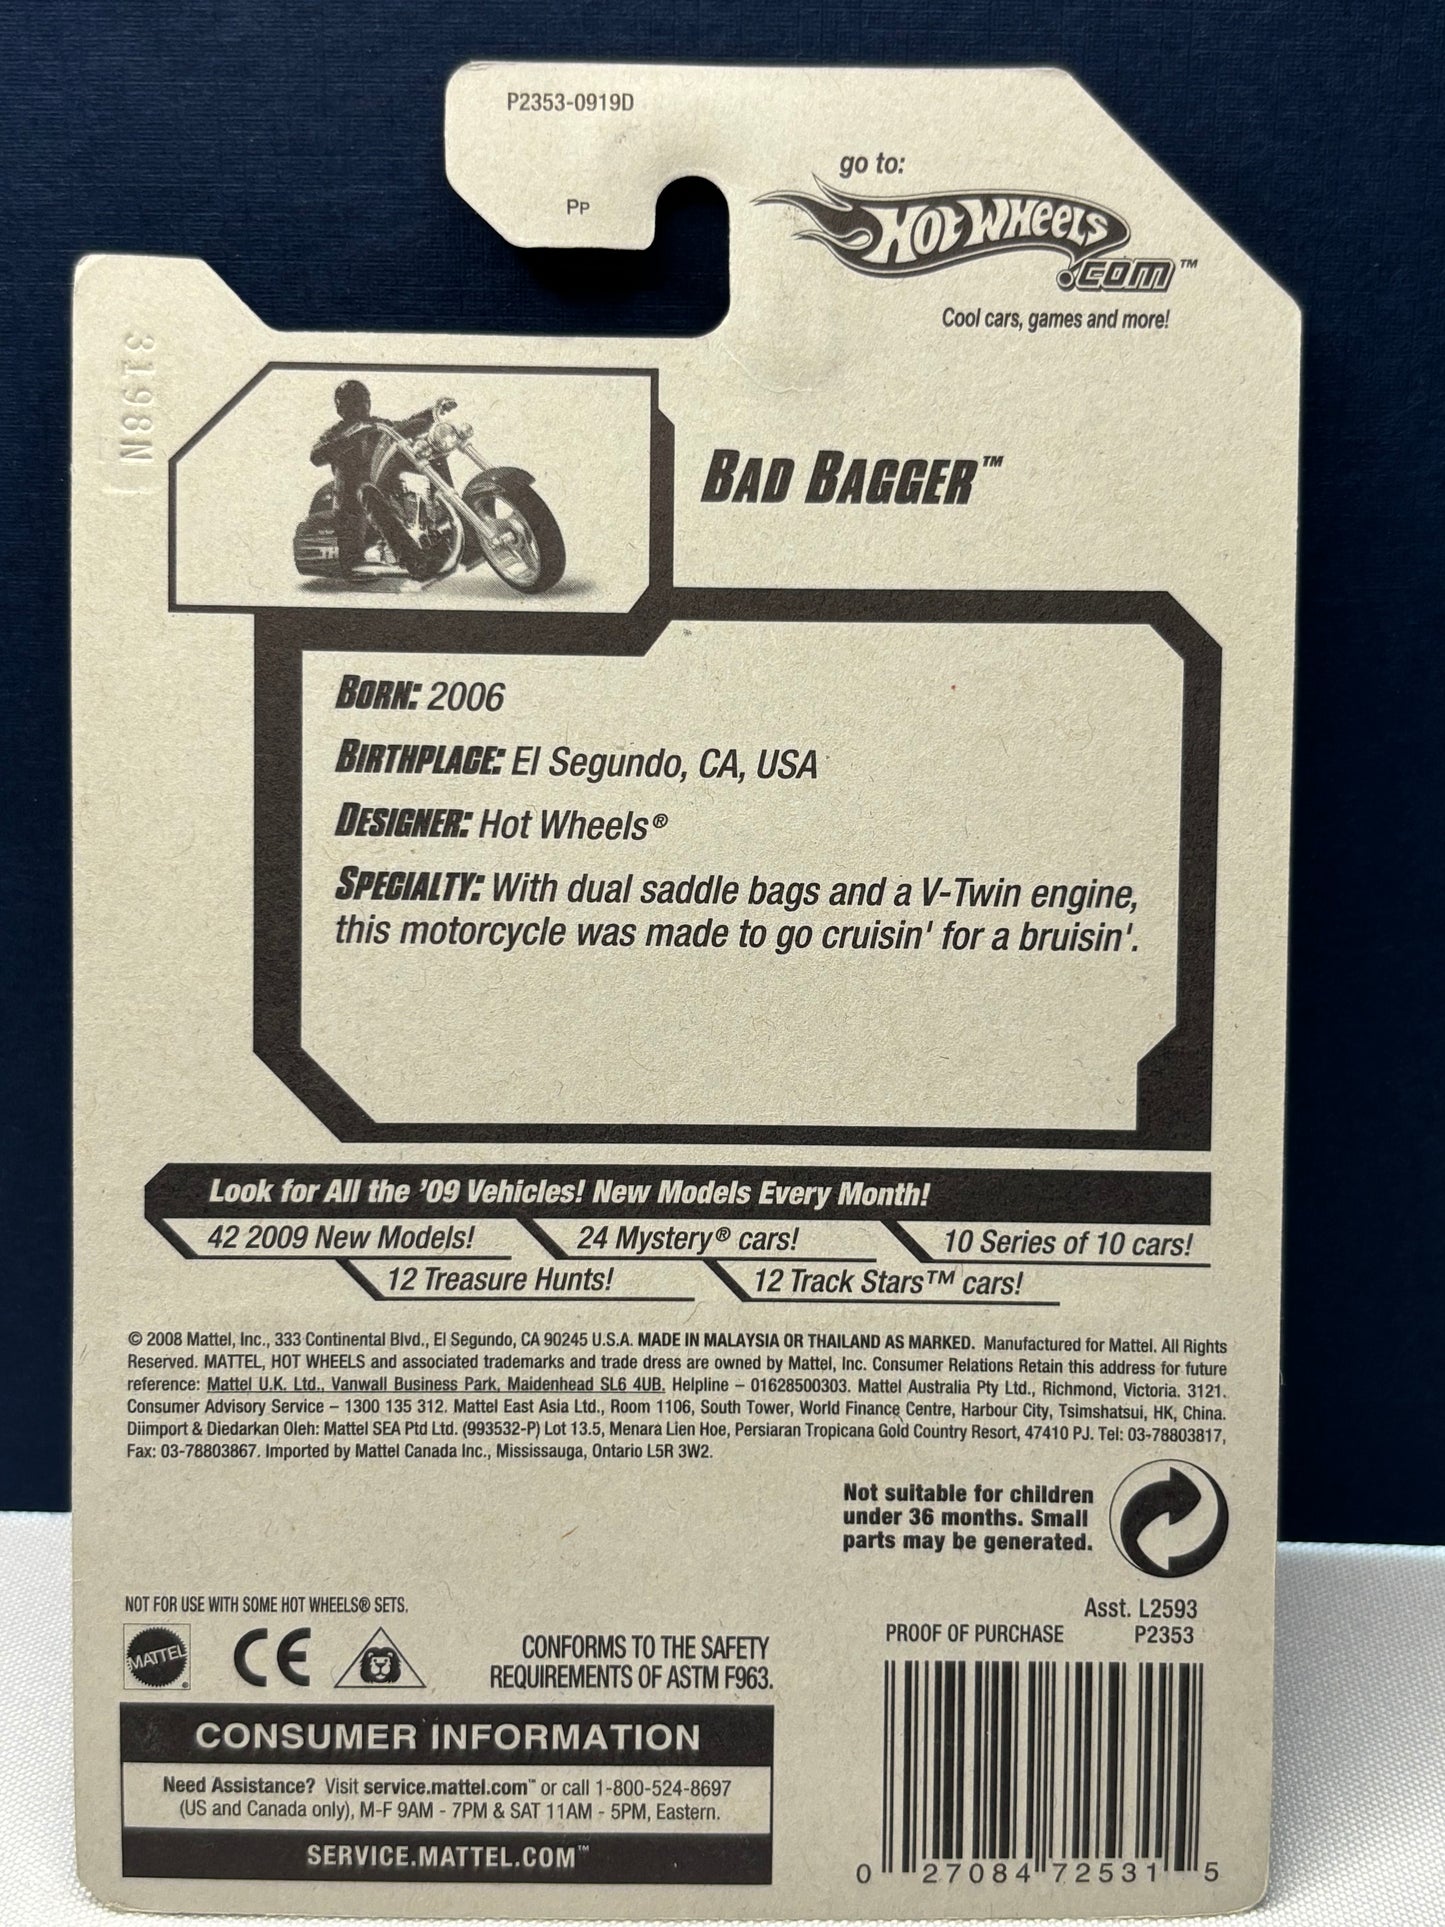 P2353-0919D
PP
go to:
HOT WHEELS
.COM™
Cool cars, games and more!
3198N
TH
BAD BAGGER™
BORN: 2006
BIRTHPLACE: El Segundo, CA, USA
DESIGNER: Hot Wheels®
SPECIALTY: With dual saddle bags and a V-Twin engine,
this motorcycle was made to go cruisin' for a bruisin'.
Look for All the '09 Vehicles! New Models Every Month!
42 2009 New Models!
24 Mystery® cars!
10 Series of 10 cars!
12 Treasure Hunts!
12 Track Stars™ cars!
© 2008 Mattel, Inc., 333 Continental Blvd., El Segundo, CA 90245 U.S.A. MADE IN MALAYSIA OR THAILAND AS MARKED. Manufactured for Mattel. All Rights
Reserved. MATTEL, HOT WHEELS and associated trademarks and trade dress are owned by Mattel, Inc. Consumer Relations Retain this address for future
reference: Mattel U.K. Ltd., Vanwall Business Park, Maidenhead SL6 4UB. Helpline – 01628500303. Mattel Australia Pty Ltd., Richmond, Victoria. 3121.
Consumer Advisory Service – 1300 135 312. Mattel East Asia Ltd., Room 1106, South Tower, World Finance Centre, Harbour City, Tsimshatsui, HK, China.
Diimport & Diedarkan Oleh: Mattel SEA Ptd Ltd. (993532-P) Lot 13.5, Menara Lien Hoe, Persiaran Tropicana Gold Country Resort, 47410 PJ. Tel: 03-78803817,
Fax: 03-78803867. Imported by Mattel Canada Inc., Mississauga, Ontario L5R 3W2.
Not suitable for children
under 36 months. Small
parts may be generated.
NOT FOR USE WITH SOME HOT WHEELS® SETS.
MATTEL®
CE
CONFORMS TO THE SAFETY
REQUIREMENTS OF ASTM F963.
Asst. L2593
PROOF OF PURCHASE P2353
CONSUMER INFORMATION
Need Assistance? Visit service.mattel.com™ or call 1-800-524-8697
(US and Canada only), M-F 9AM - 7PM & SAT 11AM - 5PM, Eastern.
SERVICE.MATTEL.COM™
0 27084 72531 5